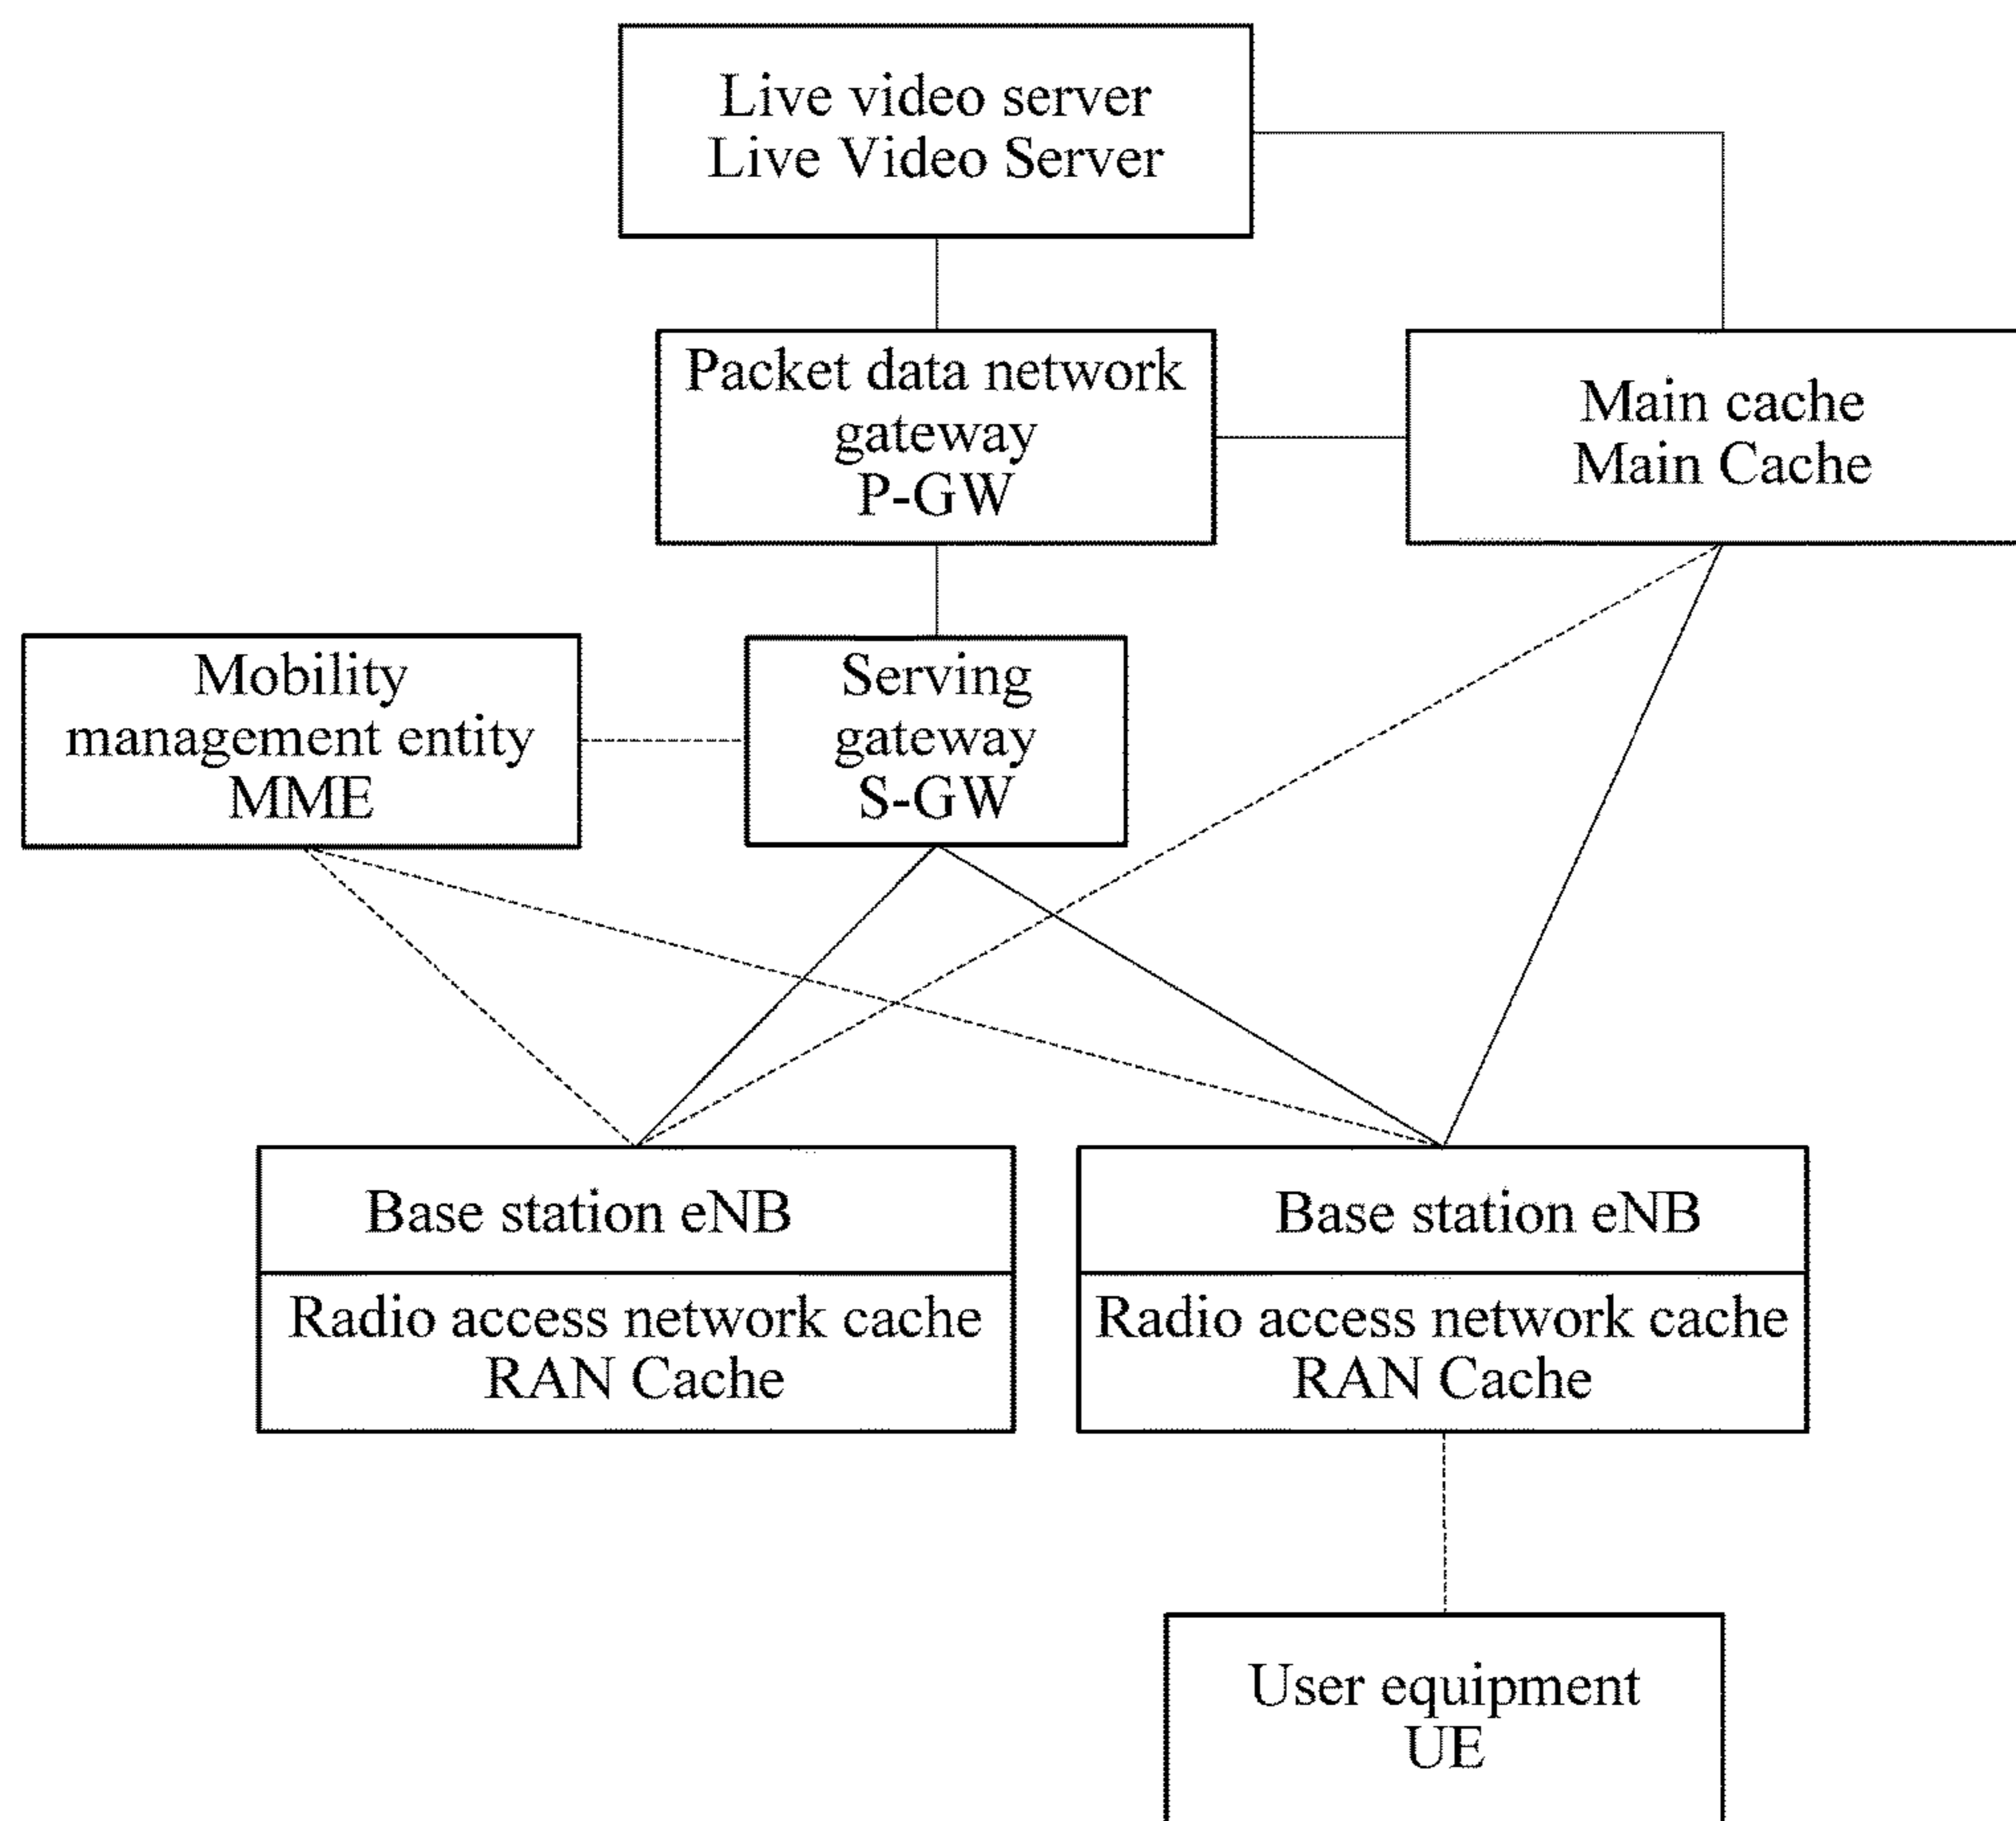 Live video server
Live Video Server
Packet data network
gateway
P-GW
Main cache
Main Cache
Mobility
management entity
MME
Serving
gateway
S-GW
Base station eNB
Radio access network cache
RAN Cache
Base station eNB
Radio access network cache
RAN Cache
User equipment
UE